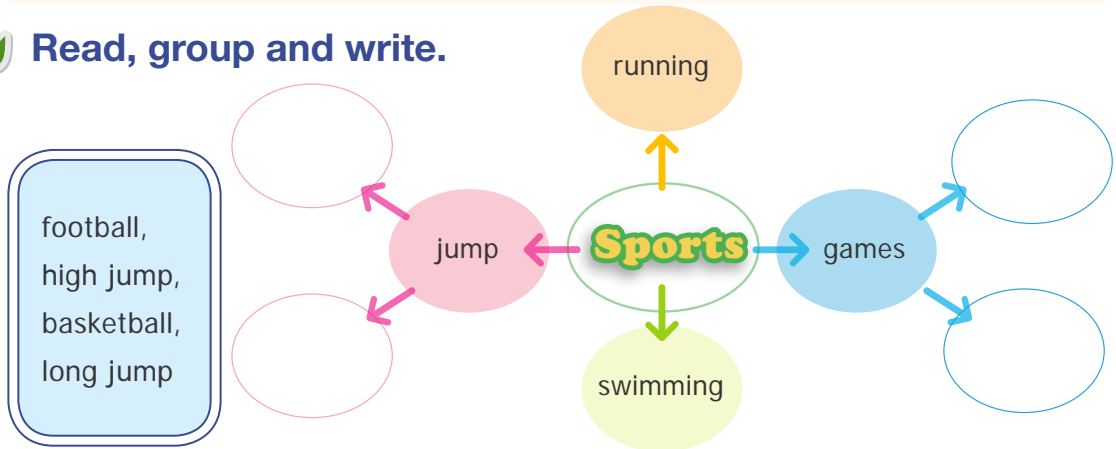 Read, group and write.
running
football,
high jump,
basketball,
long jump
jump
Sports
games
swimming